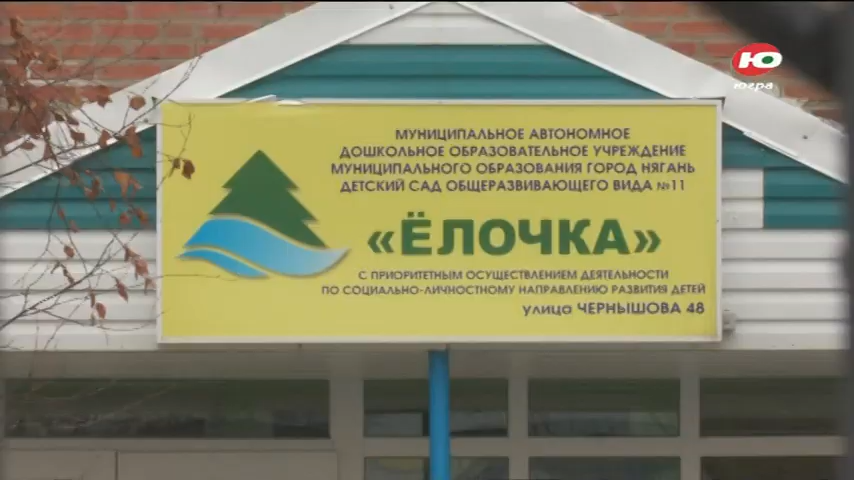 Ю
югра
МУНИЦИПАЛЬНОЕ АВТОНОМНОЕ
ДОШКОЛЬНОЕ ОБРАЗОВАТЕЛЬНОЕ УЧРЕЖДЕНИЕ
МУНИЦИПАЛЬНОГО ОБРАЗОВАНИЯ ГОРОД НЯГАНЬ
ДЕТСКИЙ САД ОБЩЕРАЗВИВАЮЩЕГО ВИДА №11
«ЁЛОЧКА»
С ПРИОРИТЕТНЫМ ОСУЩЕСТВЛЕНИЕМ ДЕЯТЕЛЬНОСТИ
ПО СОЦИАЛЬНО-ЛИЧНОСТНОМУ НАПРАВЛЕНИЮ РАЗВИТИЯ ДЕТЕЙ
улица ЧЕРНЫШОВА 48